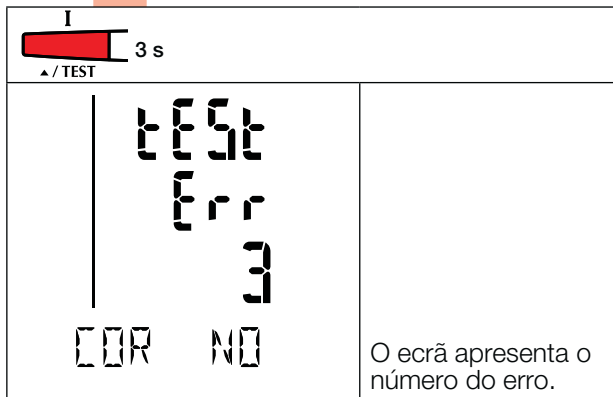 I
3 s
▲ / TEST
tESt
Err
3
COR NO
O ecrã apresenta o
número do erro.